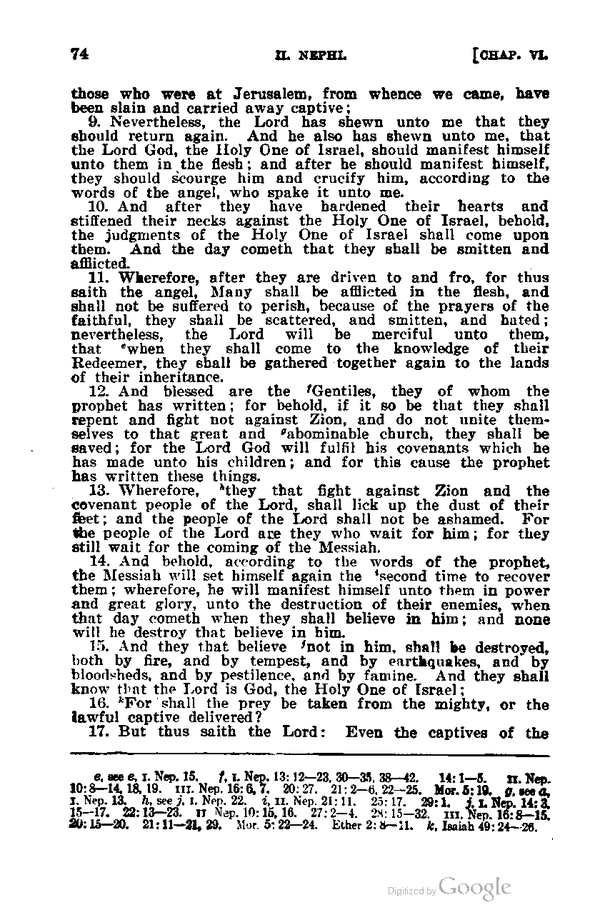 74 II. NEPHI. [CHAP. VI.
those who were at Jerusalem, from whence we came, have
been slain and carried away captive;
9. Nevertheless, the Lord has shewn unto me that they
should return again. And he also has shewn unto me, that
the Lord God, the Holy One of Israel, should manifest himself
unto them in the flesh; and after he should manifest himself,
they should scourge him and crucify him, according to the
words of the angel, who spake it unto me.
10. And after they have hardened their hearts and
stiffened their necks against the Holy One of Israel, behold,
the judgments of the Holy One of Israel shall come upon
them. And the day cometh that they shall be smitten and
afflicted.
11. Wherefore, after they are driven to and fro, for thus
saith the angel, Many shall be afflicted in the flesh, and
shall not be suffered to perish, because of the prayers of the
faithful, they shall be scattered, and smitten, and hated;
nevertheless, the Lord will be merciful unto them,
that ᵉwhen they shall come to the knowledge of their
Redeemer, they shall be gathered together again to the lands
of their inheritance.
12. And blessed are the ᶠGentiles, they of whom the
prophet has written; for behold, if it so be that they shall
repent and fight not against Zion, and do not unite them-
selves to that great and ᵍabominable church, they shall be
saved; for the Lord God will fulfil his covenants which he
has made unto his children; and for this cause the prophet
has written these things.
13. Wherefore, ʰthey that fight against Zion and the
covenant people of the Lord, shall lick up the dust of their
feet; and the people of the Lord shall not be ashamed. For
the people of the Lord are they who wait for him; for they
still wait for the coming of the Messiah.
14. And behold, according to the words of the prophet,
the Messiah will set himself again the ⁱsecond time to recover
them; wherefore, he will manifest himself unto them in power
and great glory, unto the destruction of their enemies, when
that day cometh when they shall believe in him; and none
will he destroy that believe in him.
15. And they that believe ʲnot in him, shall be destroyed,
both by fire, and by tempest, and by earthquakes, and by
bloodsheds, and by pestilence, and by famine. And they shall
know that the Lord is God, the Holy One of Israel;
16. ᵏFor shall the prey be taken from the mighty, or the
lawful captive delivered?
17. But thus saith the Lord: Even the captives of the
e, see e, I. Nep. 15. f, I. Nep. 13: 12—23, 30—35, 38—42. 14: 1—5. II. Nep.
10: 8—14, 18, 19. III. Nep. 16: 6, 7. 20: 27. 21: 2—6, 22—25. Mor. 5: 19. g, see a,
I. Nep. 13. h, see j, I. Nep. 22. i, II. Nep. 21: 11. 25: 17. 29: 1. j, I. Nep. 14: 3,
15—17. 22: 13—23. II Nep. 10: 15, 16. 27: 2—4. 28: 15—32. III. Nep. 16: 8—15.
20: 15—20. 21: 11—21, 29. Mor. 5: 22—24. Ether 2: 8—11. k, Isaiah 49: 24—26.
Digitized by Google